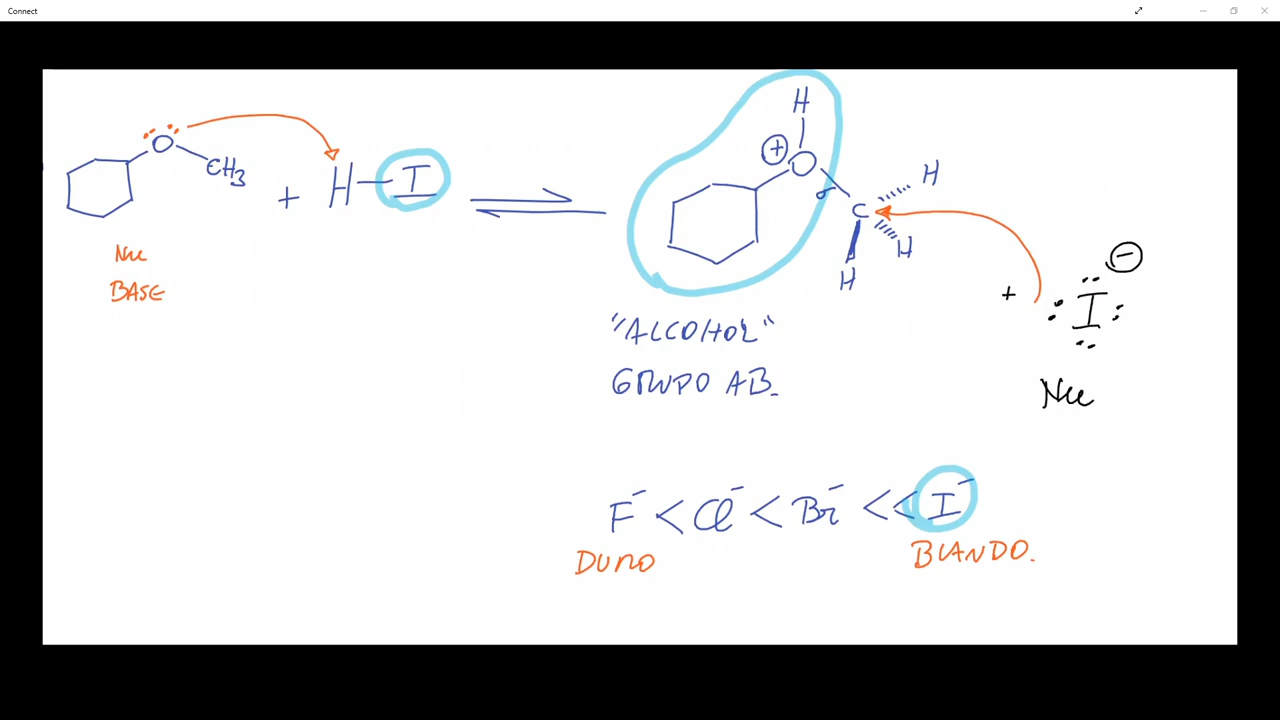 Connect
O
CH3
+ H-I
Nu
BASE
H
+
O
C
H
H
H
+
I
−
Nu
"ALCOHOL"
GRUPO AB.
F⁻ < Cl⁻ < Br⁻ << I⁻
DURO
BLANDO.